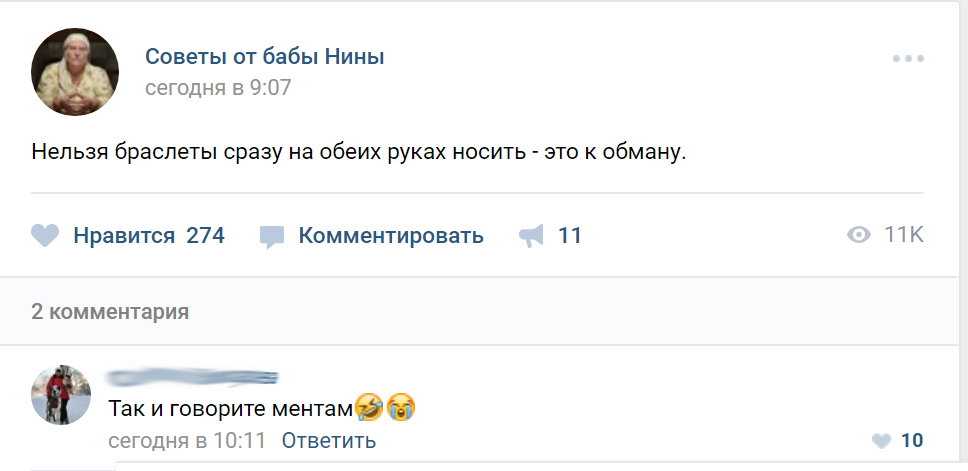 Советы от бабы Нины
сегодня в 9:07
Нельзя браслеты сразу на обеих руках носить - это к обману.
Нравится 274 Комментировать 11 11K
2 комментария
Так и говорите ментам🤣😭
сегодня в 10:11 Ответить 10